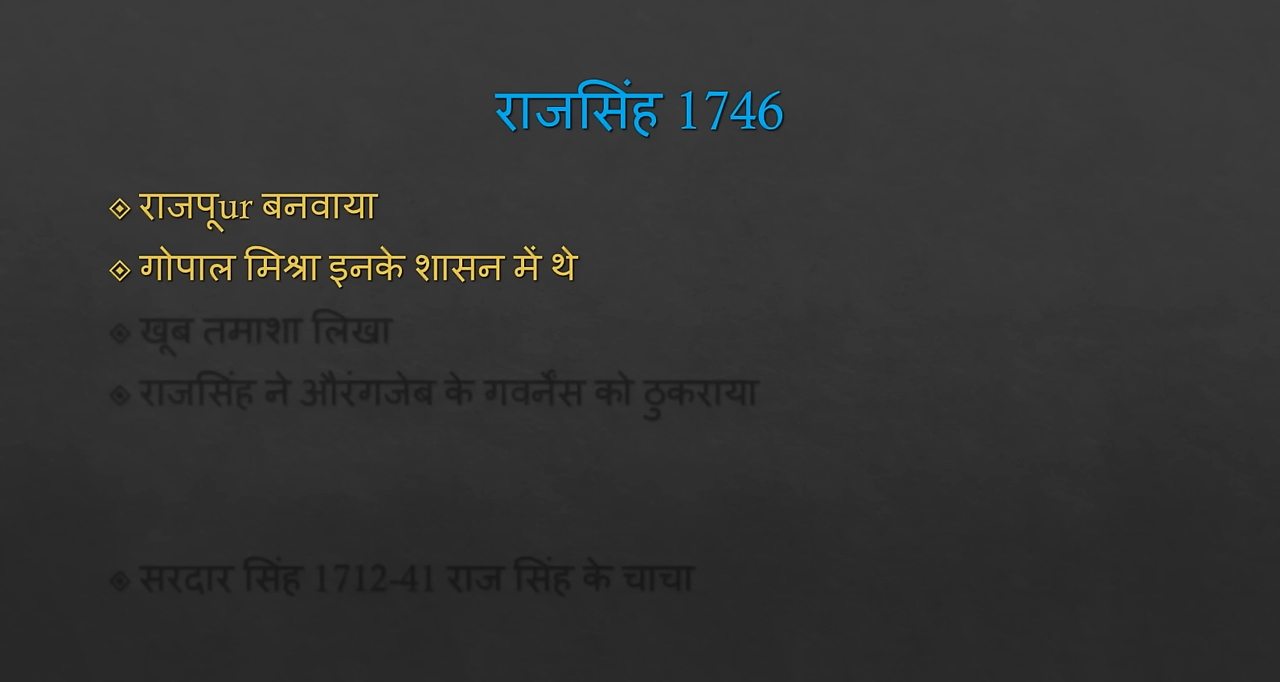 राजसिंह 1746
राजपूur बनवाया
गोपाल मिश्रा इनके शासन में थे
खूब तमाशा लिखा
राजसिंह ने औरंगजेब के गवर्नेंस को ठुकराया
सरदार सिंह 1712-41 राज सिंह के चाचा